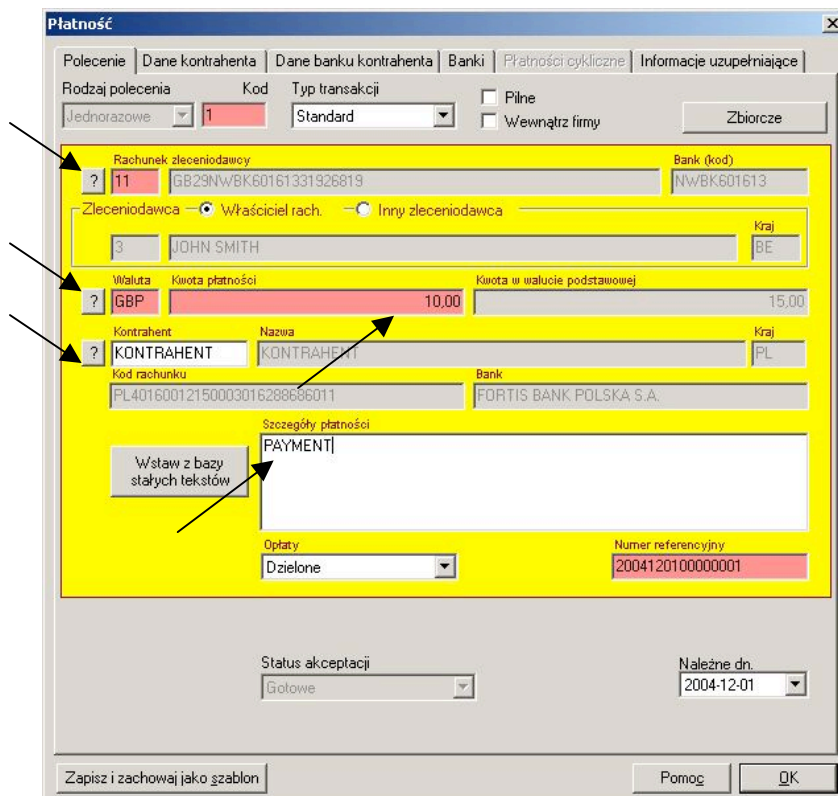 Płatność
Polecenie Dane kontrahenta Dane banku kontrahenta Banki Płatności cykliczne Informacje uzupełniające
Rodzaj polecenia Kod Typ transakcji
Jednorazowe 1 Standard
Pilne
Wewnątrz firmy
Zbiorcze
Rachunek zleceniodawcy Bank (kod)
? 11 GB29NWBK60161331926819 NWBK601613
Zleceniodawca Właściciel rach. Inny zleceniodawca
Kraj
3 JOHN SMITH BE
Waluta Kwota płatności Kwota w walucie podstawowej
? GBP 10,00 15,00
Kontrahent Nazwa Kraj
? KONTRAHENT KONTRAHENT PL
Kod rachunku Bank
PL40160012150003016288686011 FORTIS BANK POLSKA S.A.
Szczegóły płatności
PAYMENT
Wstaw z bazy
stałych tekstów
Opłaty Numer referencyjny
Dzielone 2004120100000001
Status akceptacji Należne dn.
Gotowe 2004-12-01
Zapisz i zachowaj jako szablon Pomoc OK